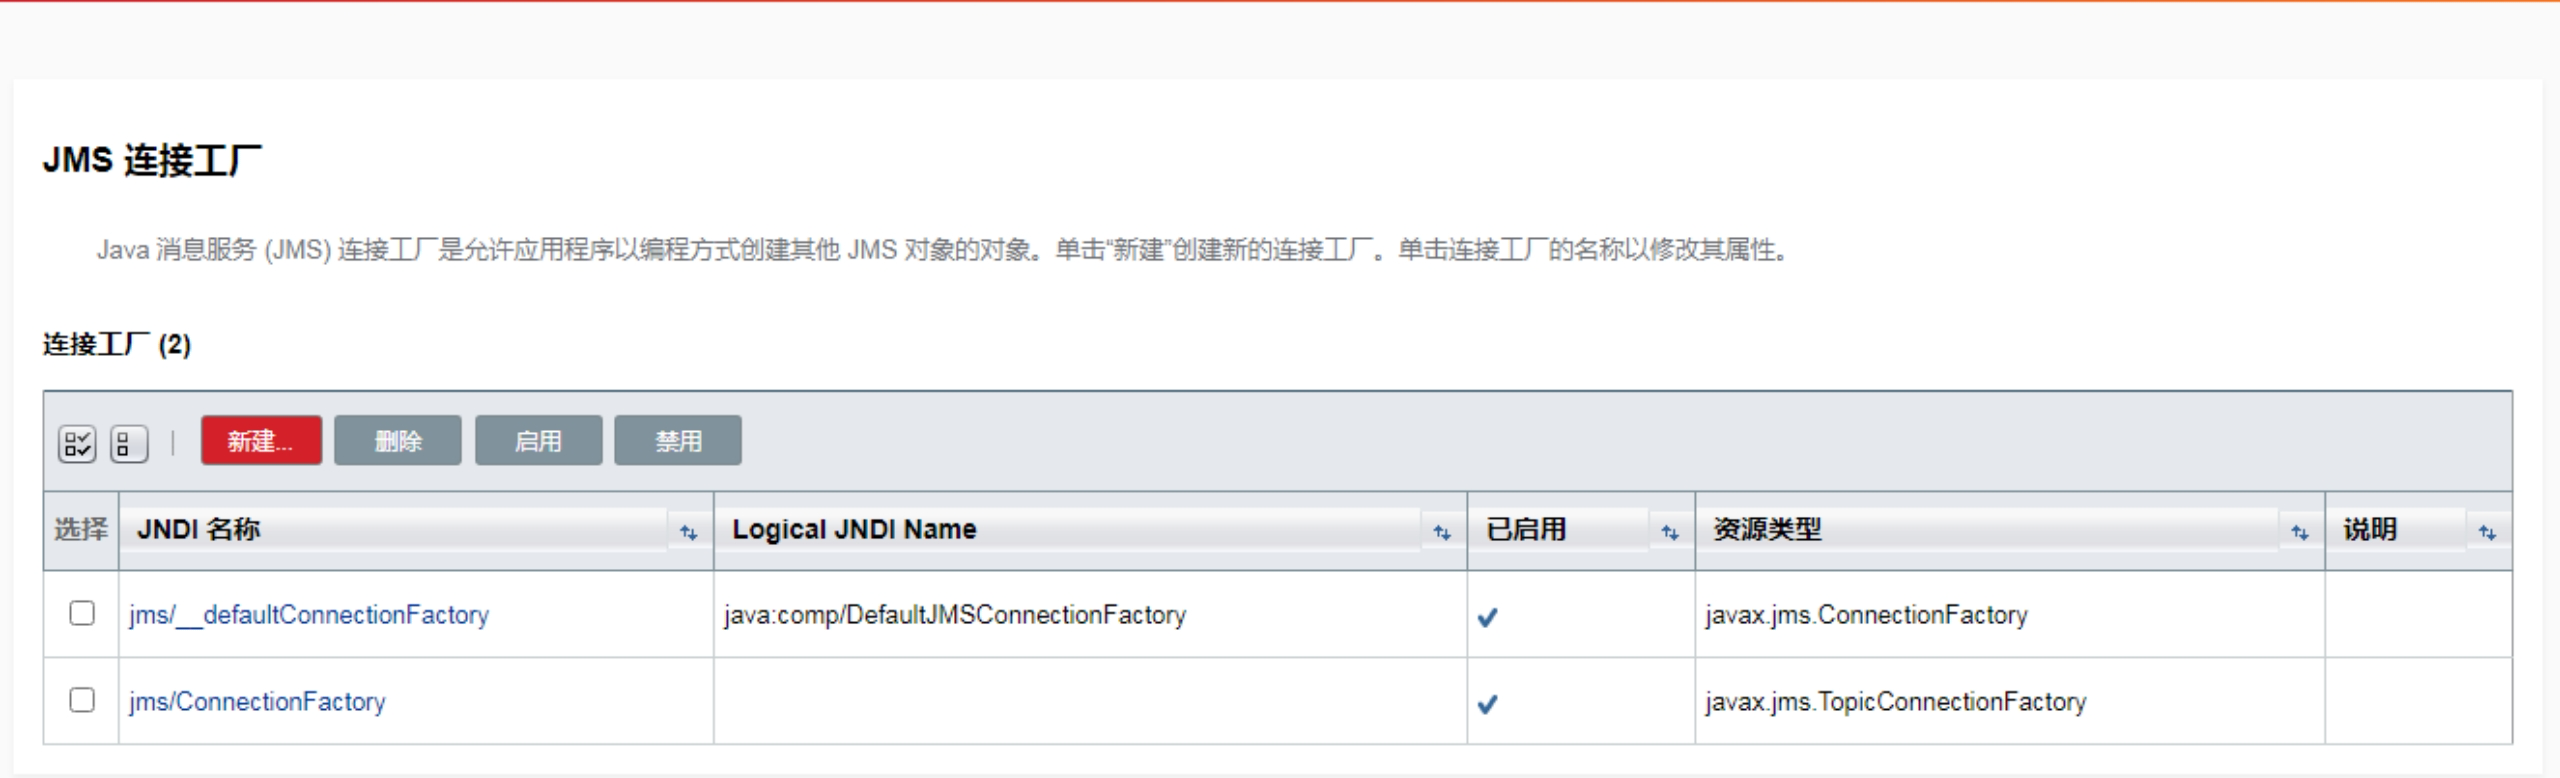 JMS 连接工厂
Java 消息服务 (JMS) 连接工厂是允许应用程序以编程方式创建其他 JMS 对象的对象。单击“新建”创建新的连接工厂。单击连接工厂的名称以修改其属性。
连接工厂 (2)
新建... 删除 启用 禁用
选择 JNDI 名称 Logical JNDI Name 已启用 资源类型 说明
jms/__defaultConnectionFactory java:comp/DefaultJMSConnectionFactory javax.jms.ConnectionFactory
jms/ConnectionFactory javax.jms.TopicConnectionFactory